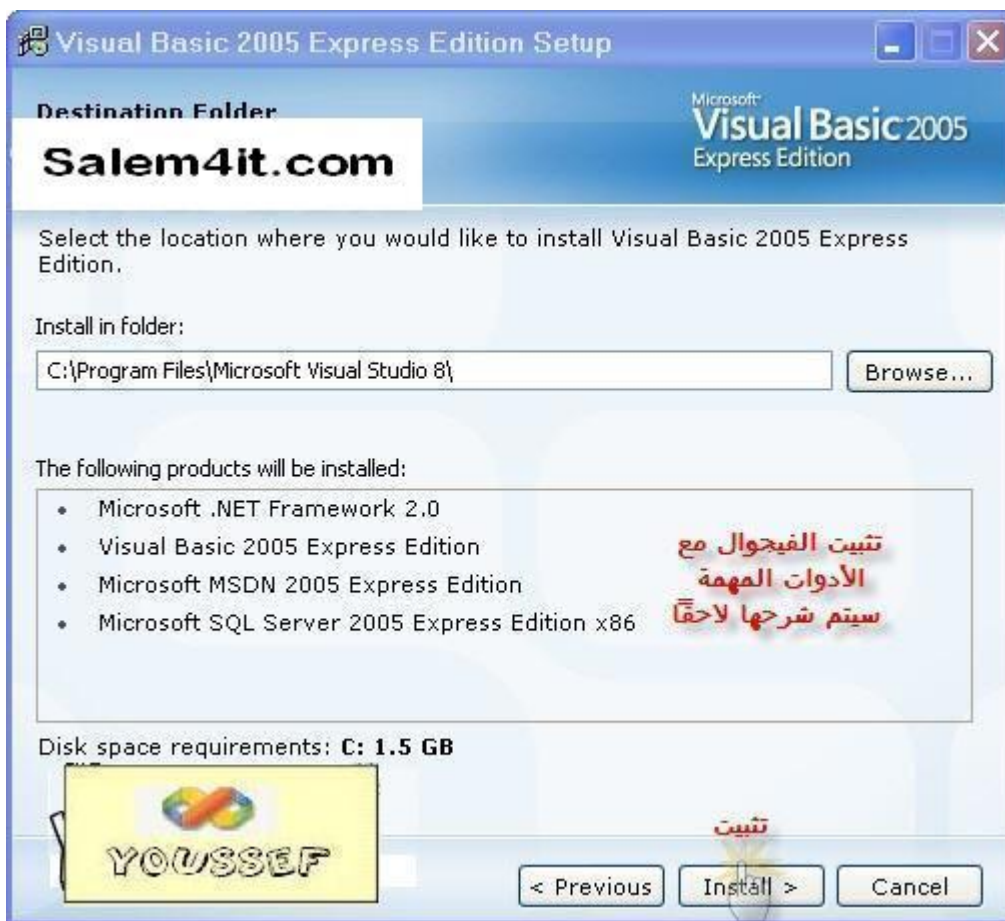 Visual Basic 2005 Express Edition Setup
Destination Folder
Microsoft
Visual Basic 2005
Express Edition
Salem4it.com
Select the location where you would like to install Visual Basic 2005 Express
Edition.
Install in folder:
C:\Program Files\Microsoft Visual Studio 8\
Browse...
The following products will be installed:
• Microsoft .NET Framework 2.0
• Visual Basic 2005 Express Edition
• Microsoft MSDN 2005 Express Edition
• Microsoft SQL Server 2005 Express Edition x86
تثبيت الفيجوال مع
الأدوات المهمة
سيتم شرحها لاحقًا
Disk space requirements: C: 1.5 GB
YOUSSEF
تثبيت
< Previous
Install >
Cancel